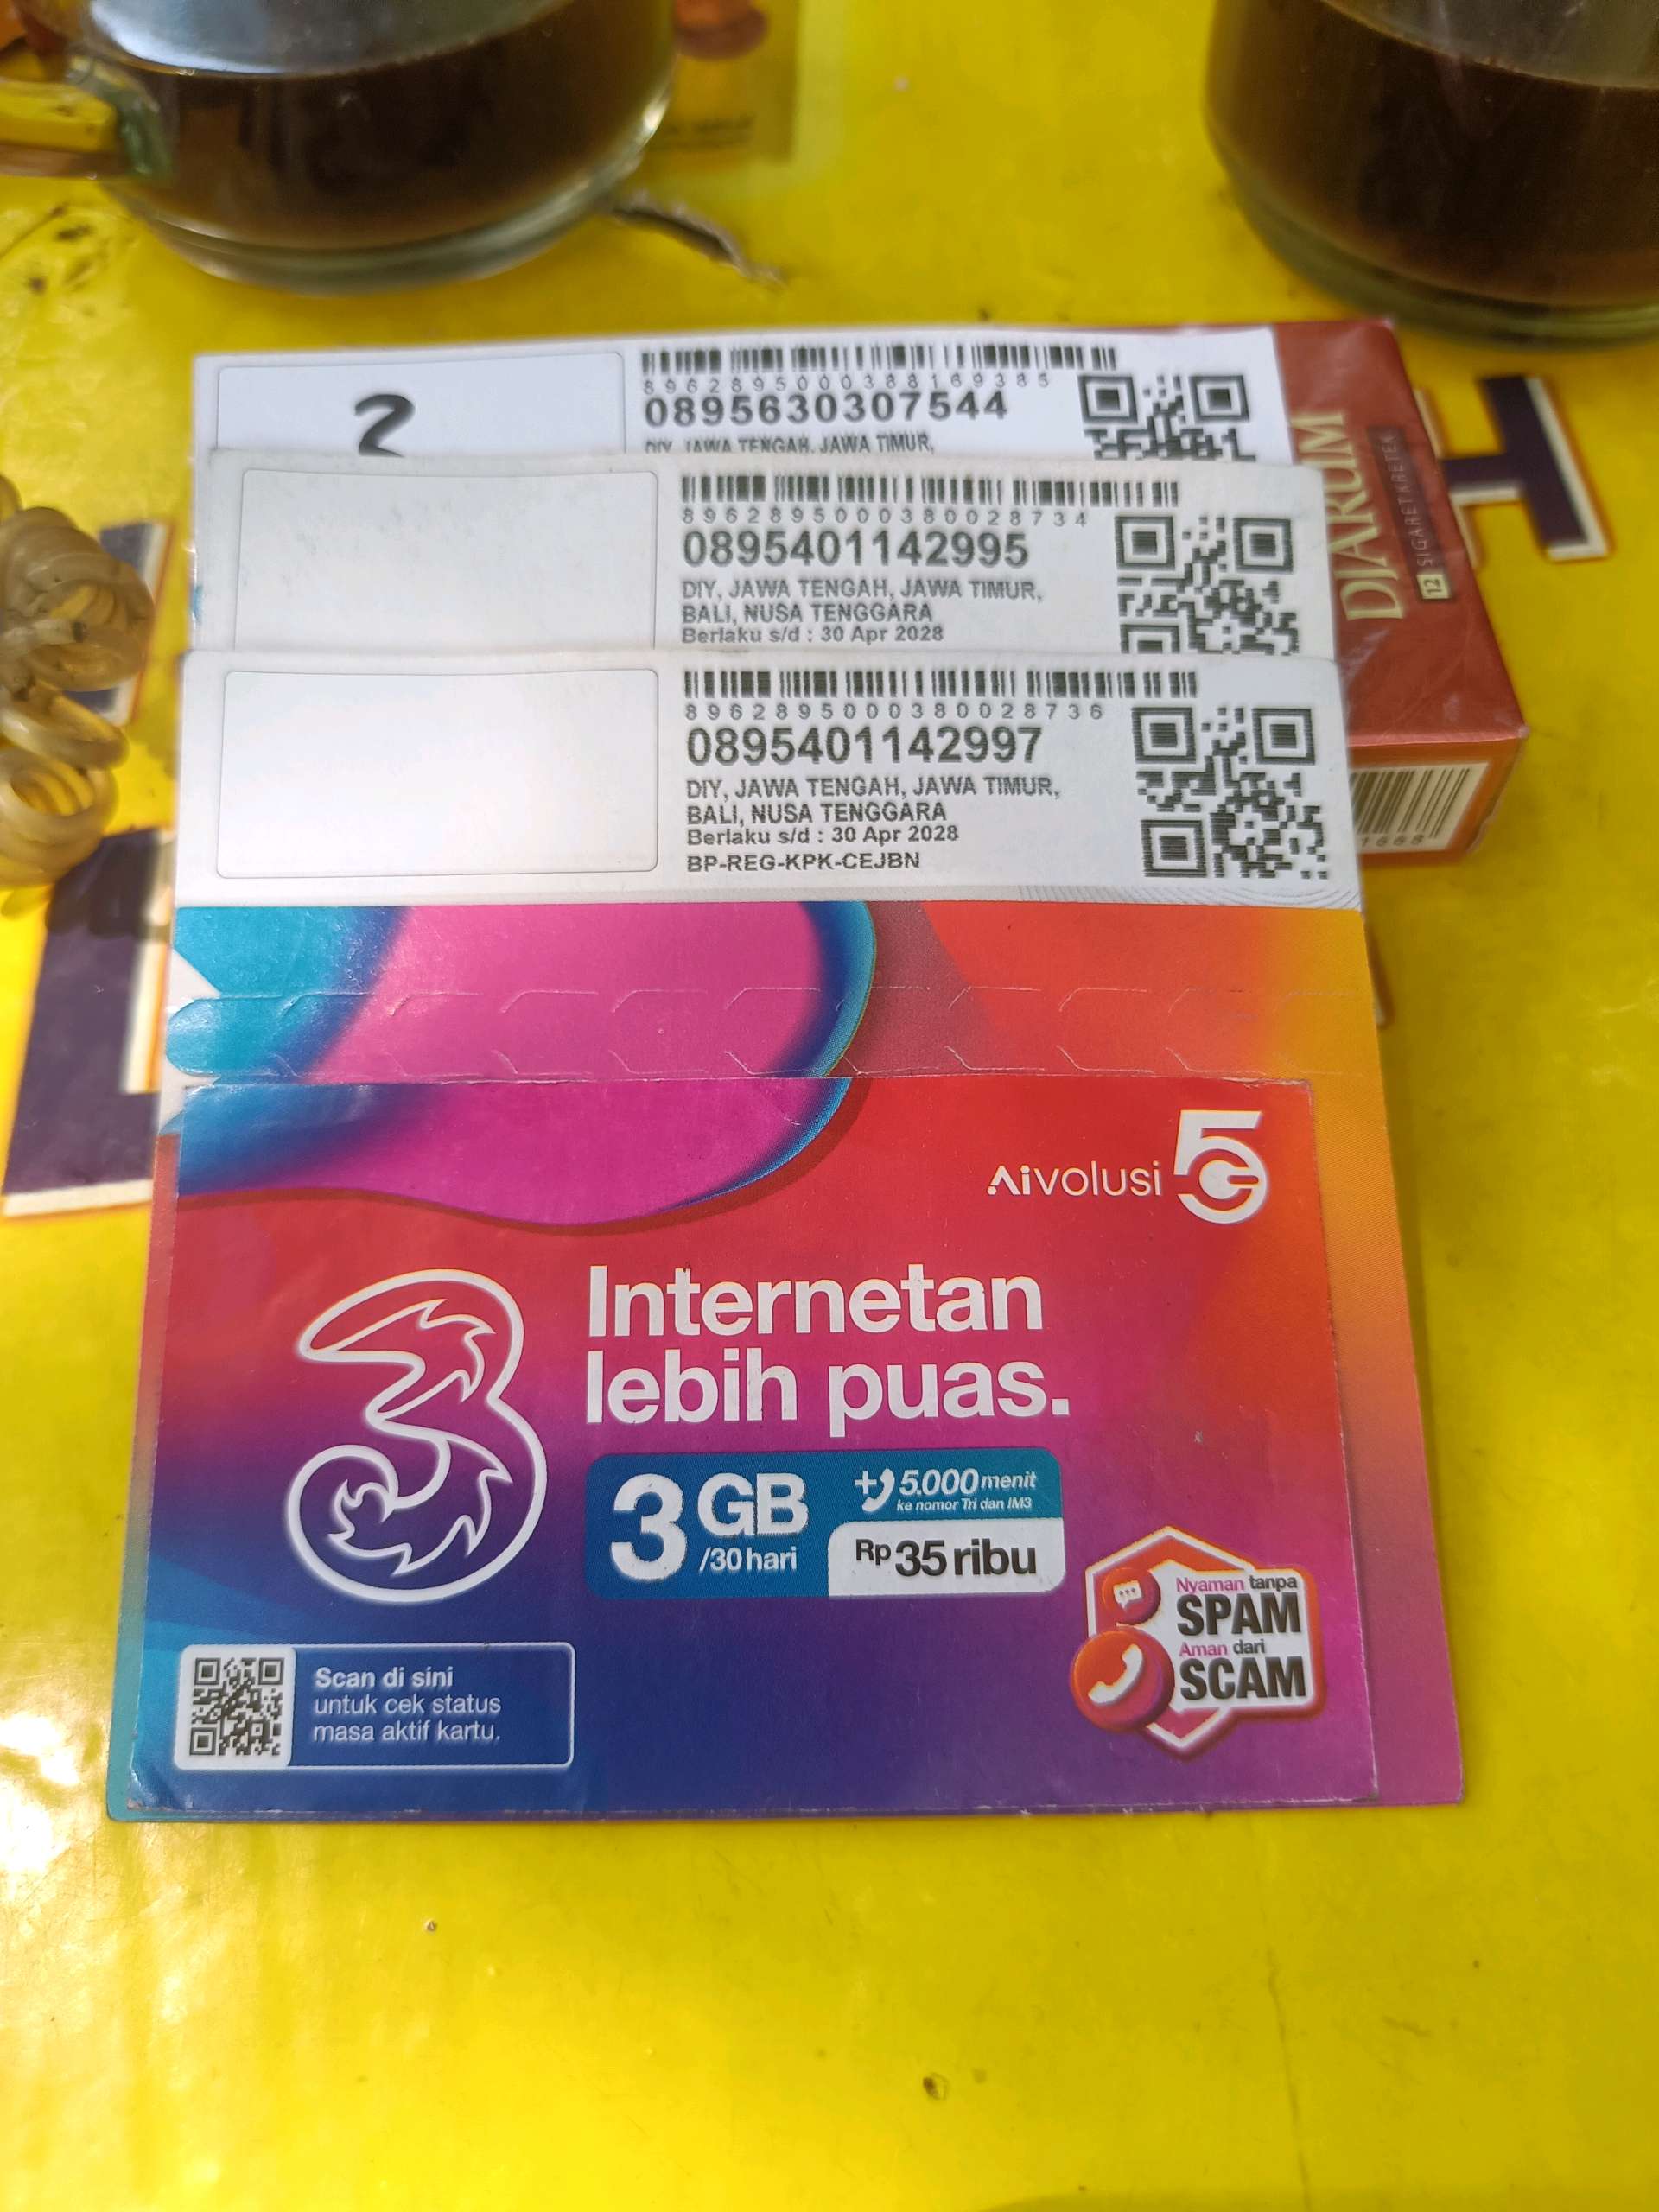 3
8962895000388169385
0895630307544
DIY, JAWA TENGAH, JAWA TIMUR,
8962895000380028734
0895401142995
DIY, JAWA TENGAH, JAWA TIMUR,
BALI, NUSA TENGGARA
Berlaku s/d : 30 Apr 2028
8962895000380028736
0895401142997
DIY, JAWA TENGAH, JAWA TIMUR,
BALI, NUSA TENGGARA
Berlaku s/d : 30 Apr 2028
BP-REG-KPK-CEJBN
DJARUM
12 SIGARET KRETEK
Aivolusi 5G
3
Internetan
lebih puas.
3 GB
/30 hari
+ 5.000 menit
ke nomor Tri dan IM3
Rp 35 ribu
Nyaman tanpa
SPAM
Aman dari
SCAM
Scan di sini
untuk cek status
masa aktif kartu.